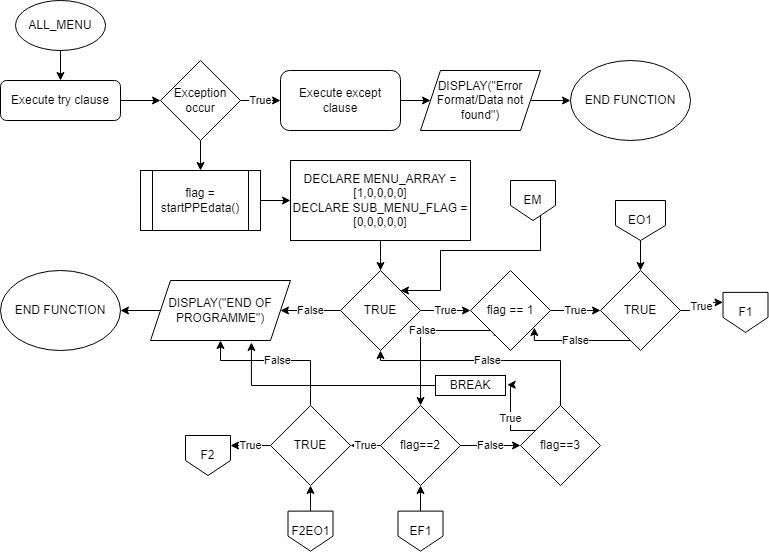 ALL_MENU
Execute try clause
Exception
occur
True
Execute except
clause
DISPLAY("Error
Format/Data not
found")
END FUNCTION
flag =
startPPEdata()
DECLARE MENU_ARRAY =
[1,0,0,0,0]
DECLARE SUB_MENU_FLAG =
[0,0,0,0,0]
EM
EO1
END FUNCTION
DISPLAY("END OF
PROGRAMME")
False
TRUE
True
flag == 1
True
TRUE
True
F1
False
False
False
False
BREAK
True
F2
True
TRUE
True
flag==2
False
flag==3
F2EO1
EF1